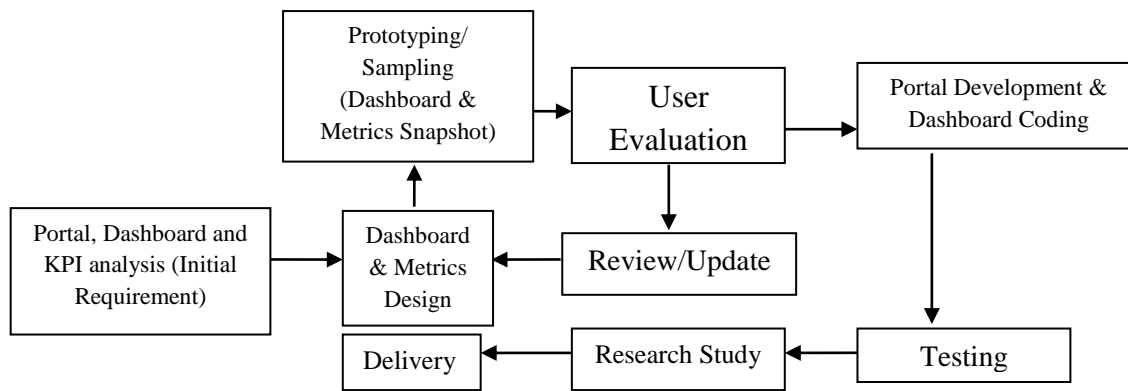 Prototyping/
Sampling
(Dashboard &
Metrics Snapshot)
User
Evaluation
Portal Development &
Dashboard Coding
Portal, Dashboard and
KPI analysis (Initial
Requirement)
Dashboard
& Metrics
Design
Review/Update
Delivery
Research Study
Testing